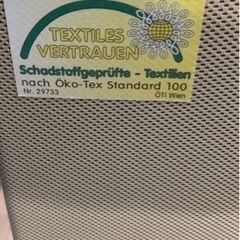 TEXTILES
VERTRAUEN
Schadstoffgeprüfte - Textilien
nach Öko-Tex Standard 100
Nr. 29733 ÖTI Wien